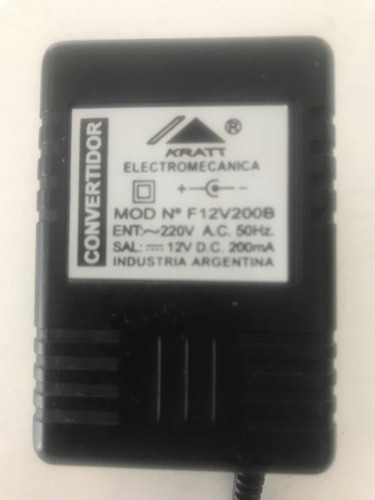 CONVERTIDOR
KRATT ®
ELECTROMECANICA
+ -
MOD Nº F12V200B
ENT:~220V A.C. 50Hz.
SAL: ⎓ 12V D.C. 200mA
INDUSTRIA ARGENTINA